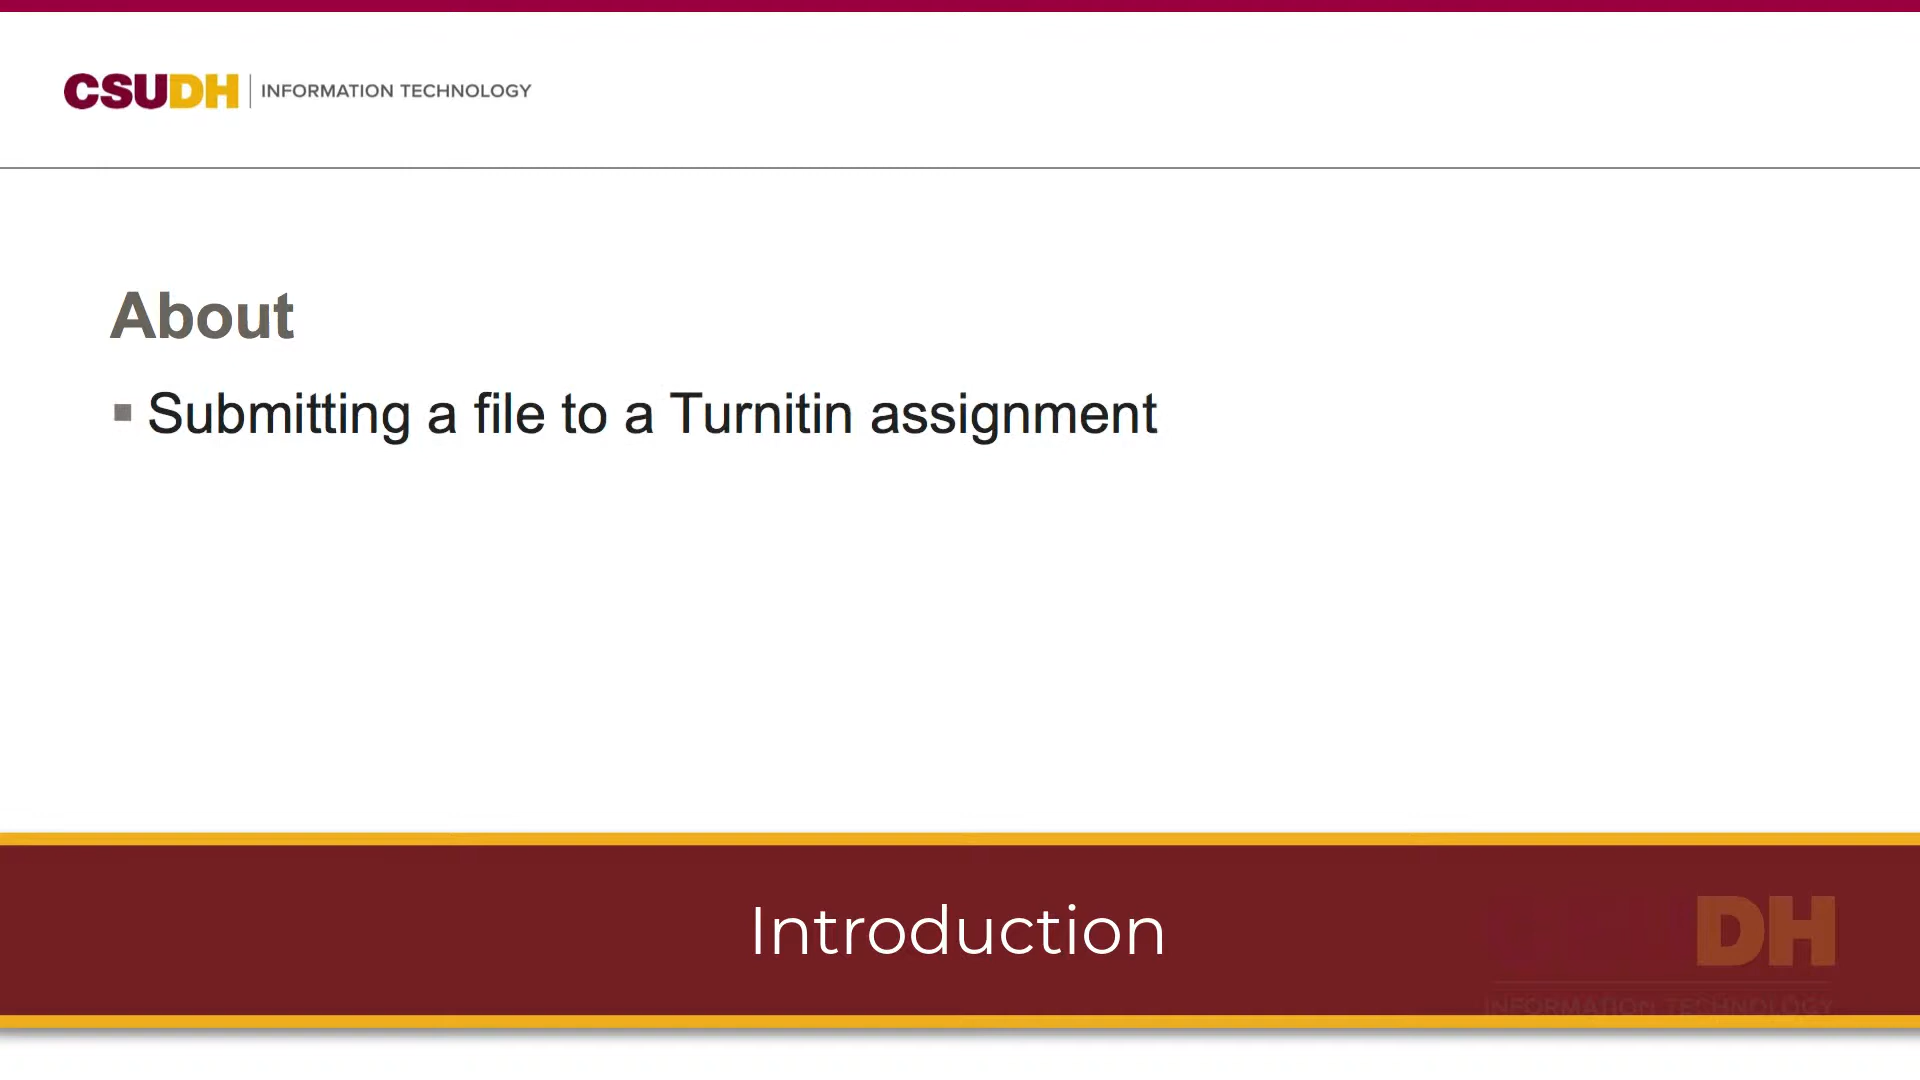 CSUDH INFORMATION TECHNOLOGY
About
▪ Submitting a file to a Turnitin assignment
Introduction
DH
INFORMATION TECHNOLOGY